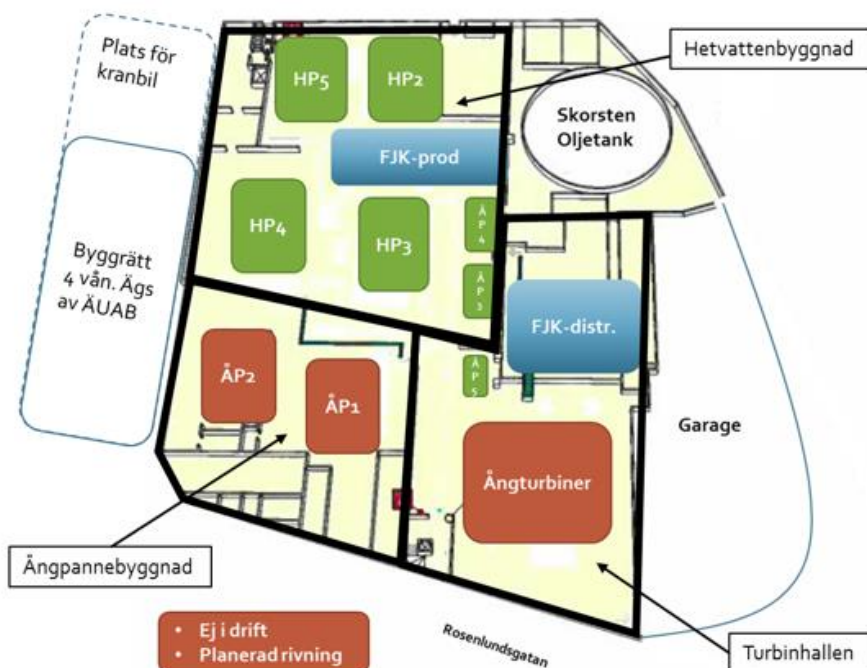 Plats för
kranbil
Hetvattenbyggnad
HP5
HP2
Skorsten
Oljetank
FJK-prod
HP4
HP3
ÅP4
ÅP3
Byggrätt
4 vån. Ägs
av ÄUAB
FJK-distr.
ÅP2
ÅP1
ÅP5
Garage
Ångturbiner
Ångpannebyggnad
• Ej i drift
• Planerad rivning
Rosenlundsgatan
Turbinhallen